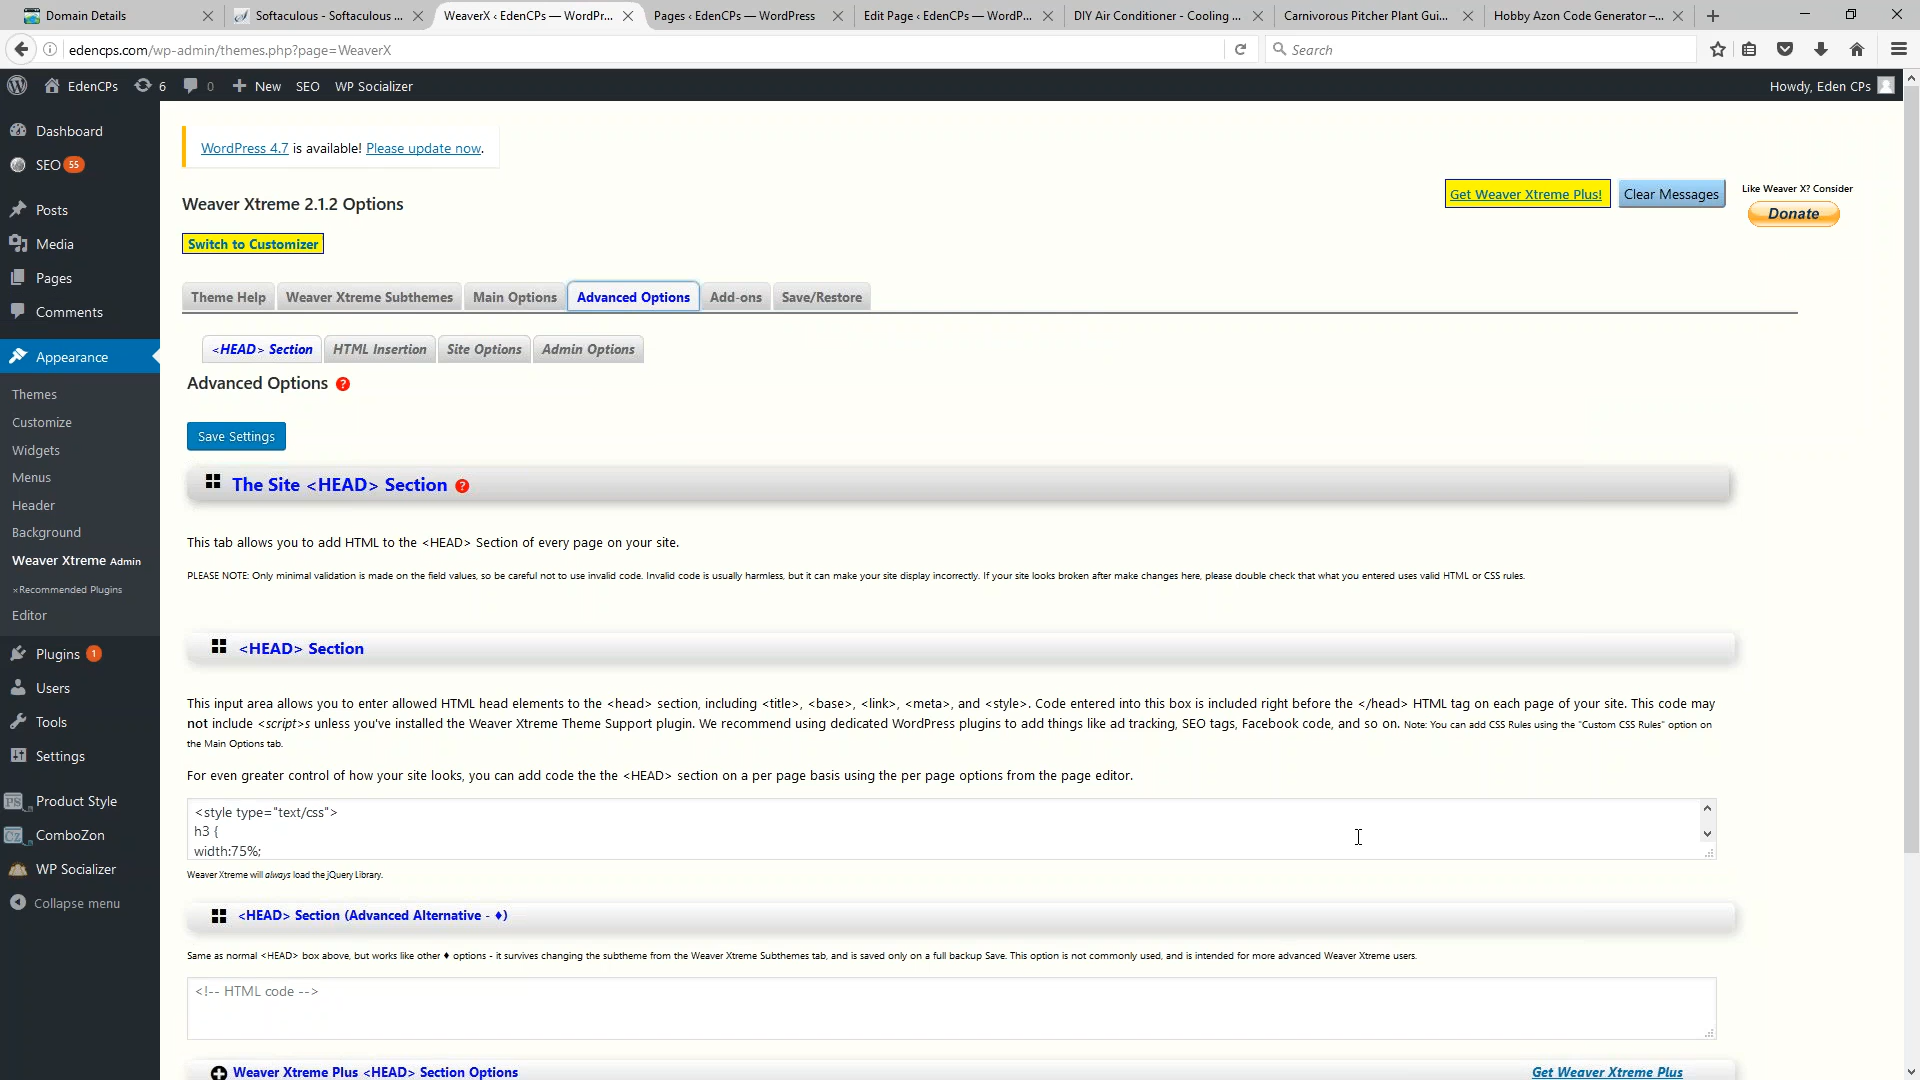 Domain Details
Softaculous - Softaculous ...
WeaverX ‹ EdenCPs — WordPr...
Pages ‹ EdenCPs — WordPress
Edit Page ‹ EdenCPs — WordP...
DIY Air Conditioner - Cooling ...
Carnivorous Pitcher Plant Gui...
Hobby Azon Code Generator –...
edencps.com/wp-admin/themes.php?page=WeaverX
Search
EdenCPs
6
0
New
SEO
WP Socializer
Howdy, Eden CPs
Dashboard
SEO 55
Posts
Media
Pages
Comments
Appearance
Themes
Customize
Widgets
Menus
Header
Background
Weaver Xtreme Admin
×Recommended Plugins
Editor
Plugins 1
Users
Tools
Settings
PS Product Style
CZ ComboZon
WP Socializer
Collapse menu
WordPress 4.7 is available! Please update now.
Weaver Xtreme 2.1.2 Options
Get Weaver Xtreme Plus!
Clear Messages
Like Weaver X? Consider
Donate
Switch to Customizer
Theme Help
Weaver Xtreme Subthemes
Main Options
Advanced Options
Add-ons
Save/Restore
<HEAD> Section
HTML Insertion
Site Options
Admin Options
Advanced Options ?
Save Settings
The Site <HEAD> Section ?
This tab allows you to add HTML to the <HEAD> Section of every page on your site.
PLEASE NOTE: Only minimal validation is made on the field values, so be careful not to use invalid code. Invalid code is usually harmless, but it can make your site display incorrectly. If your site looks broken after make changes here, please double check that what you entered uses valid HTML or CSS rules.
<HEAD> Section
This input area allows you to enter allowed HTML head elements to the <head> section, including <title>, <base>, <link>, <meta>, and <style>. Code entered into this box is included right before the </head> HTML tag on each page of your site. This code may
not include <script>s unless you've installed the Weaver Xtreme Theme Support plugin. We recommend using dedicated WordPress plugins to add things like ad tracking, SEO tags, Facebook code, and so on. Note: You can add CSS Rules using the "Custom CSS Rules" option on
the Main Options tab.
For even greater control of how your site looks, you can add code the the <HEAD> section on a per page basis using the per page options from the page editor.
<style type="text/css">
h3 {
width:75%;
Weaver Xtreme will always load the jQuery Library.
<HEAD> Section (Advanced Alternative - ♦)
Same as normal <HEAD> box above, but works like other ♦ options - it survives changing the subtheme from the Weaver Xtreme Subthemes tab, and is saved only on a full backup Save. This option is not commonly used, and is intended for more advanced Weaver Xtreme users.
<!-- HTML code -->
Weaver Xtreme Plus <HEAD> Section Options
Get Weaver Xtreme Plus